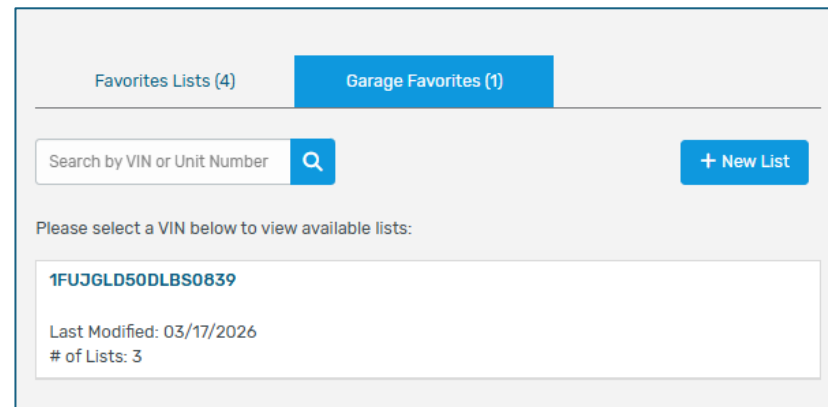 Favorites Lists (4)
Garage Favorites (1)
Search by VIN or Unit Number
+ New List
Please select a VIN below to view available lists:
1FUJGLD50DLBS0839
Last Modified: 03/17/2026
# of Lists: 3